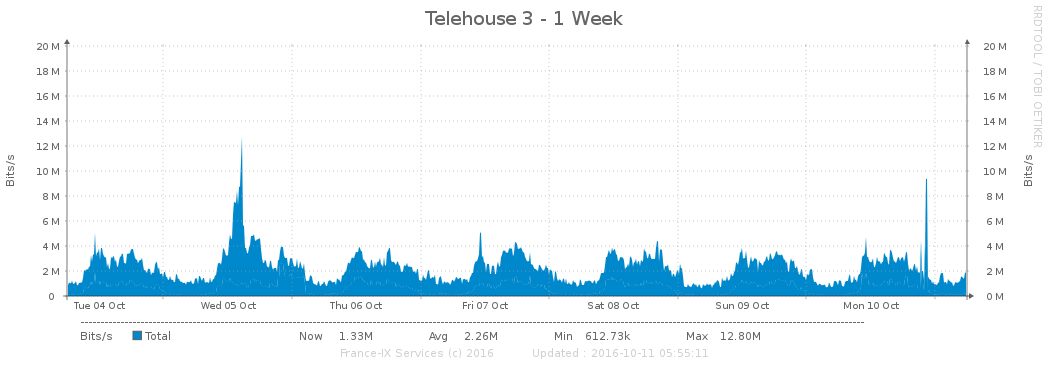 Telehouse 3 - 1 Week
RRDTOOL / TOBI OETIKER
Bits/s
Bits/s
20 M 20 M
18 M 18 M
16 M 16 M
14 M 14 M
12 M 12 M
10 M 10 M
8 M 8 M
6 M 6 M
4 M 4 M
2 M 2 M
0 0 M
Tue 04 Oct Wed 05 Oct Thu 06 Oct Fri 07 Oct Sat 08 Oct Sun 09 Oct Mon 10 Oct
Bits/s Total Now 1.33M Avg 2.26M Min 612.73k Max 12.80M
France-IX Services (c) 2016 Updated : 2016-10-11 05:55:11